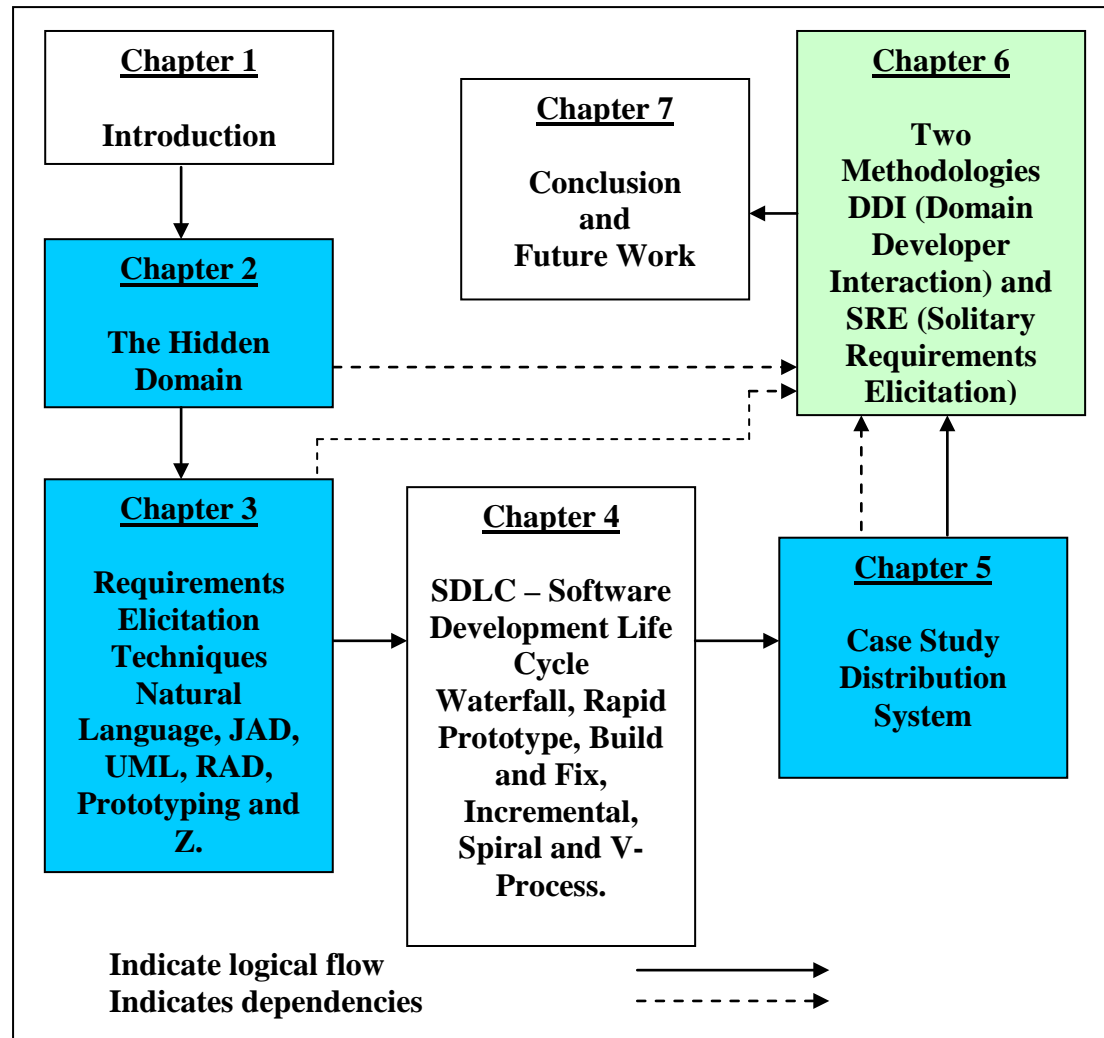 Chapter 1
Introduction
Chapter 2
The Hidden
Domain
Chapter 3
Requirements
Elicitation
Techniques
Natural
Language, JAD,
UML, RAD,
Prototyping and
Z.
Chapter 4
SDLC – Software
Development Life
Cycle
Waterfall, Rapid
Prototype, Build
and Fix,
Incremental,
Spiral and V-
Process.
Chapter 5
Case Study
Distribution
System
Chapter 6
Two
Methodologies
DDI (Domain
Developer
Interaction) and
SRE (Solitary
Requirements
Elicitation)
Chapter 7
Conclusion
and
Future Work
Indicate logical flow
Indicates dependencies